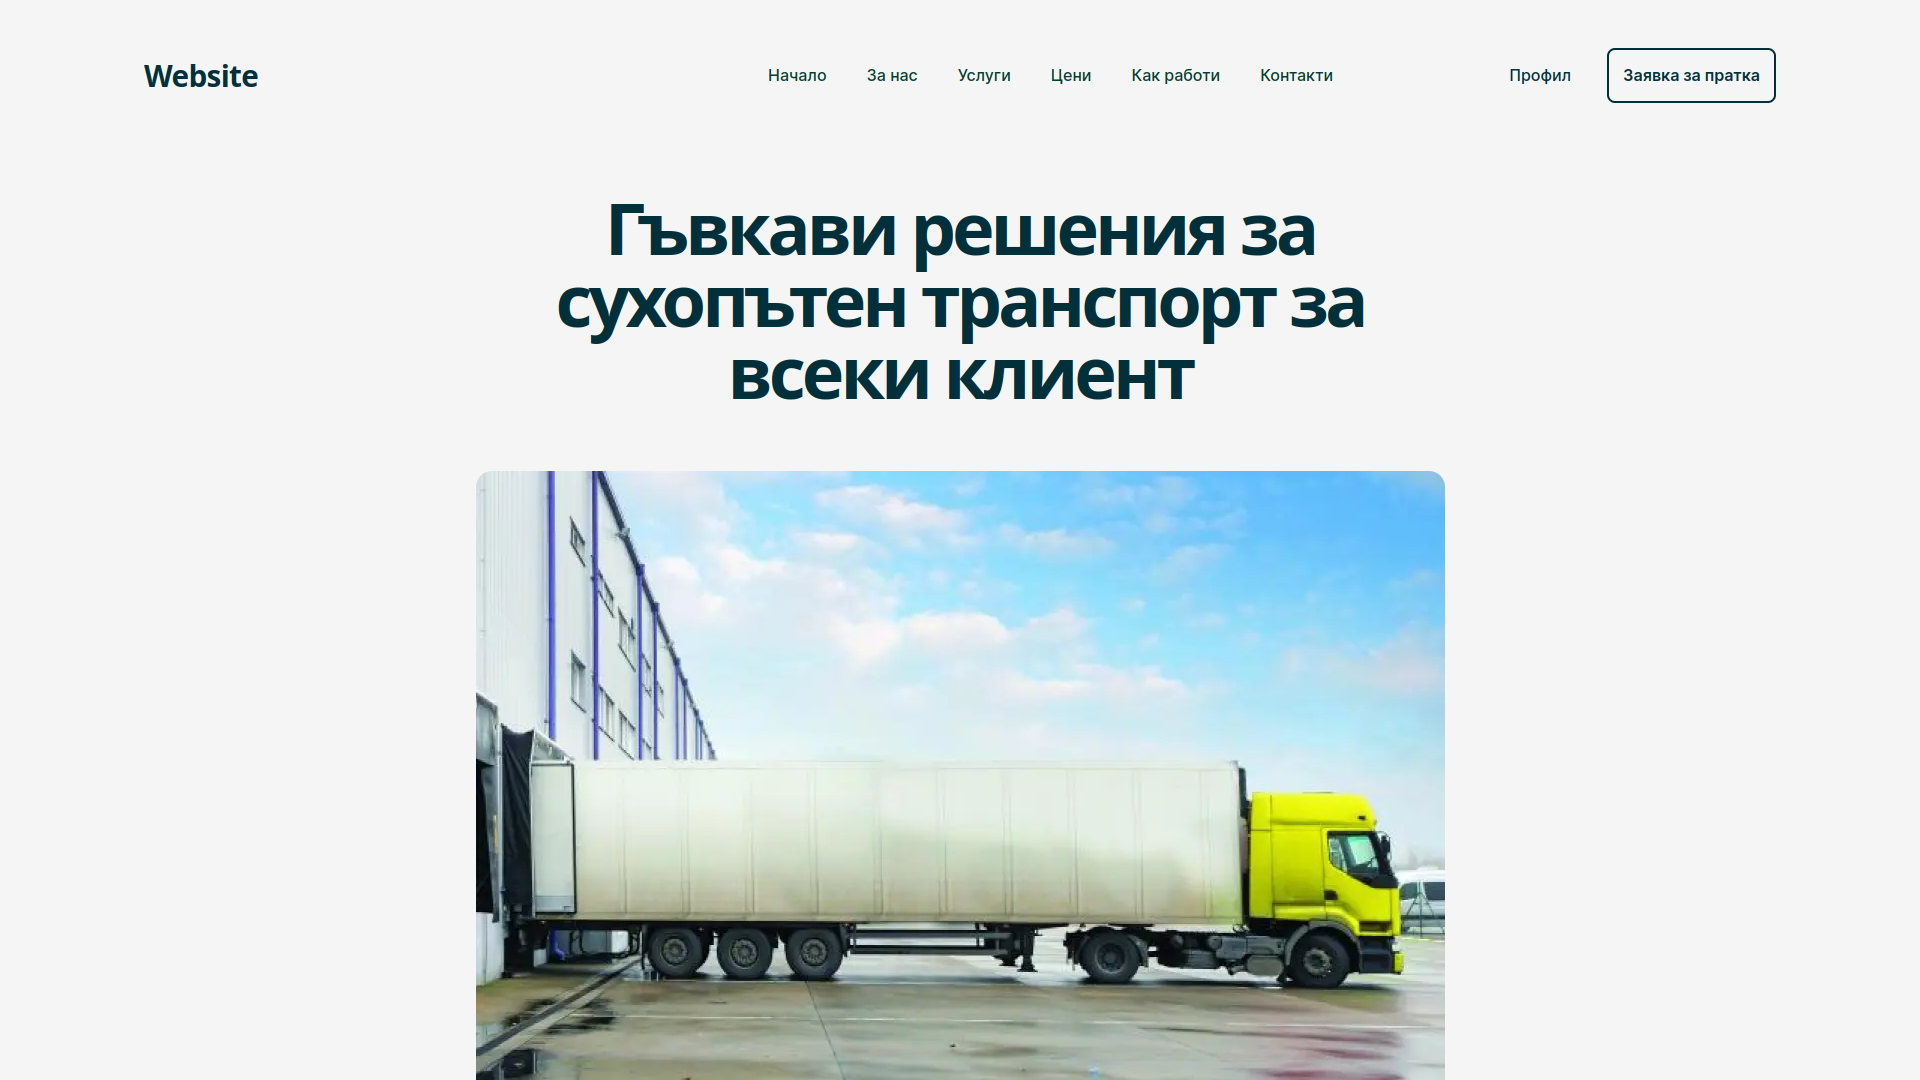 Website
Начало
За нас
Услуги
Цени
Как работи
Контакти
Профил
Заявка за пратка
Гъвкави решения за
сухопътен транспорт за
всеки клиент